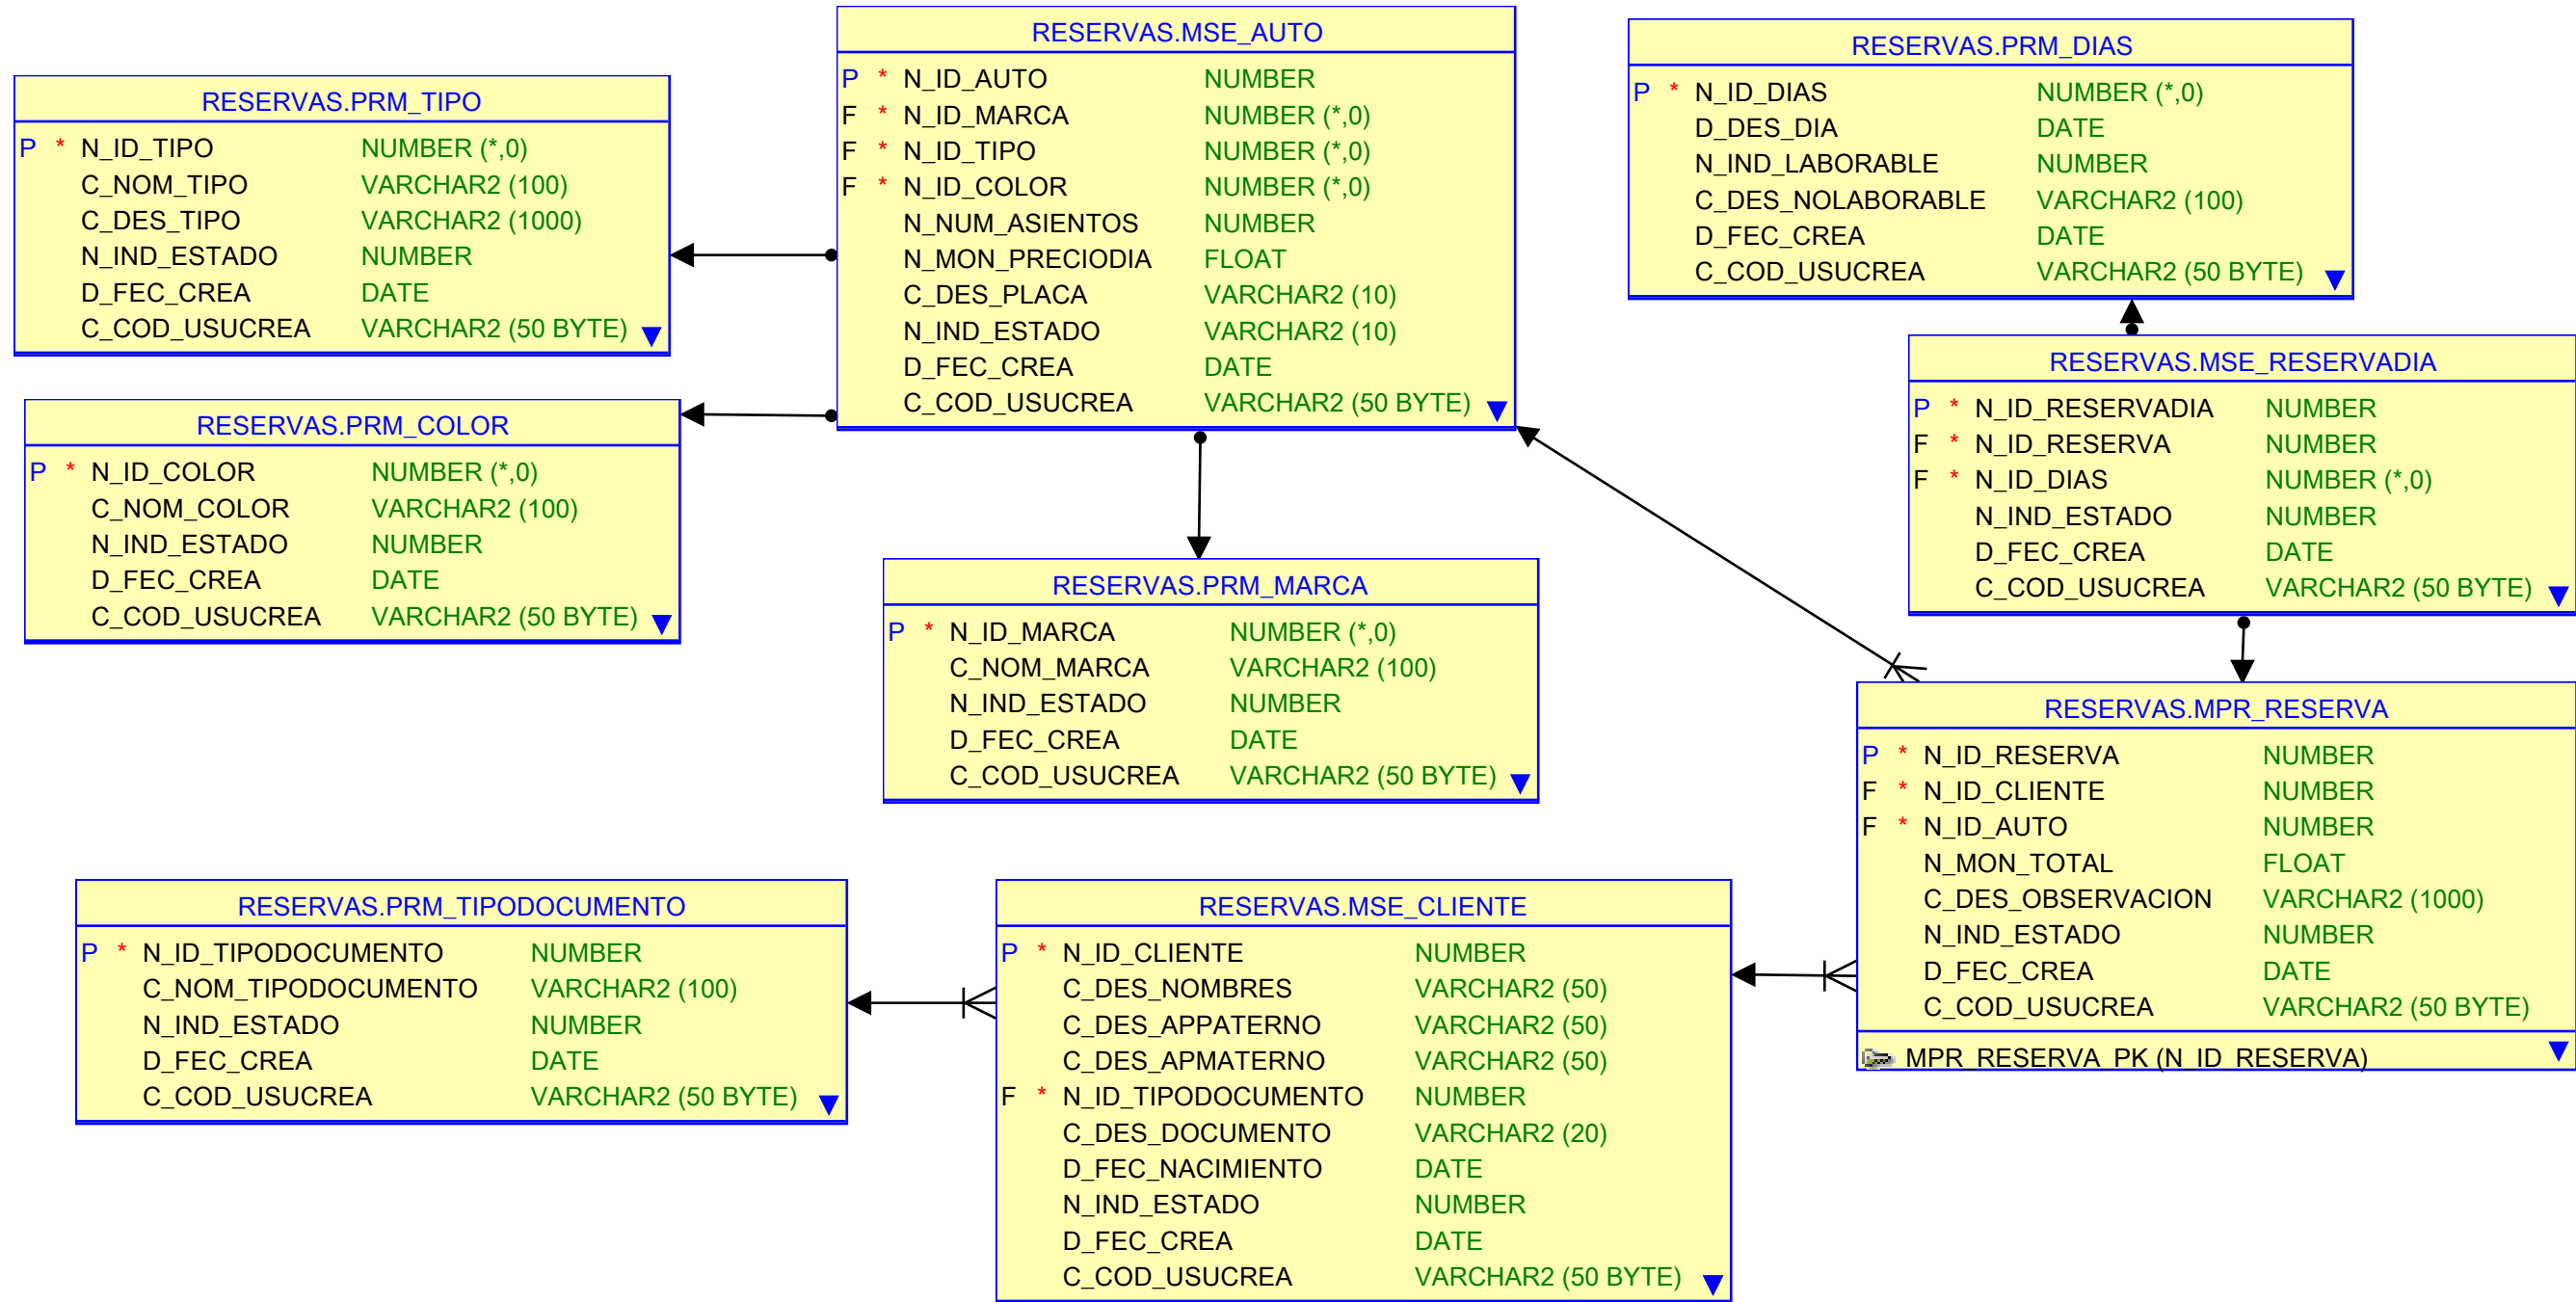 RESERVAS.PRM_TIPO
P * N_ID_TIPO NUMBER (*,0)
C_NOM_TIPO VARCHAR2 (100)
C_DES_TIPO VARCHAR2 (1000)
N_IND_ESTADO NUMBER
D_FEC_CREA DATE
C_COD_USUCREA VARCHAR2 (50 BYTE)
RESERVAS.MSE_AUTO
P * N_ID_AUTO NUMBER
F * N_ID_MARCA NUMBER (*,0)
F * N_ID_TIPO NUMBER (*,0)
F * N_ID_COLOR NUMBER (*,0)
N_NUM_ASIENTOS NUMBER
N_MON_PRECIODIA FLOAT
C_DES_PLACA VARCHAR2 (10)
N_IND_ESTADO VARCHAR2 (10)
D_FEC_CREA DATE
C_COD_USUCREA VARCHAR2 (50 BYTE)
RESERVAS.PRM_DIAS
P * N_ID_DIAS NUMBER (*,0)
D_DES_DIA DATE
N_IND_LABORABLE NUMBER
C_DES_NOLABORABLE VARCHAR2 (100)
D_FEC_CREA DATE
C_COD_USUCREA VARCHAR2 (50 BYTE)
RESERVAS.PRM_COLOR
P * N_ID_COLOR NUMBER (*,0)
C_NOM_COLOR VARCHAR2 (100)
N_IND_ESTADO NUMBER
D_FEC_CREA DATE
C_COD_USUCREA VARCHAR2 (50 BYTE)
RESERVAS.PRM_MARCA
P * N_ID_MARCA NUMBER (*,0)
C_NOM_MARCA VARCHAR2 (100)
N_IND_ESTADO NUMBER
D_FEC_CREA DATE
C_COD_USUCREA VARCHAR2 (50 BYTE)
RESERVAS.MSE_RESERVADIA
P * N_ID_RESERVADIA NUMBER
F * N_ID_RESERVA NUMBER
F * N_ID_DIAS NUMBER (*,0)
N_IND_ESTADO NUMBER
D_FEC_CREA DATE
C_COD_USUCREA VARCHAR2 (50 BYTE)
RESERVAS.MPR_RESERVA
P * N_ID_RESERVA NUMBER
F * N_ID_CLIENTE NUMBER
F * N_ID_AUTO NUMBER
N_MON_TOTAL FLOAT
C_DES_OBSERVACION VARCHAR2 (1000)
N_IND_ESTADO NUMBER
D_FEC_CREA DATE
C_COD_USUCREA VARCHAR2 (50 BYTE)
MPR_RESERVA_PK (N_ID_RESERVA)
RESERVAS.PRM_TIPODOCUMENTO
P * N_ID_TIPODOCUMENTO NUMBER
C_NOM_TIPODOCUMENTO VARCHAR2 (100)
N_IND_ESTADO NUMBER
D_FEC_CREA DATE
C_COD_USUCREA VARCHAR2 (50 BYTE)
RESERVAS.MSE_CLIENTE
P * N_ID_CLIENTE NUMBER
C_DES_NOMBRES VARCHAR2 (50)
C_DES_APPATERNO VARCHAR2 (50)
C_DES_APMATERNO VARCHAR2 (50)
F * N_ID_TIPODOCUMENTO NUMBER
C_DES_DOCUMENTO VARCHAR2 (20)
D_FEC_NACIMIENTO DATE
N_IND_ESTADO NUMBER
D_FEC_CREA DATE
C_COD_USUCREA VARCHAR2 (50 BYTE)